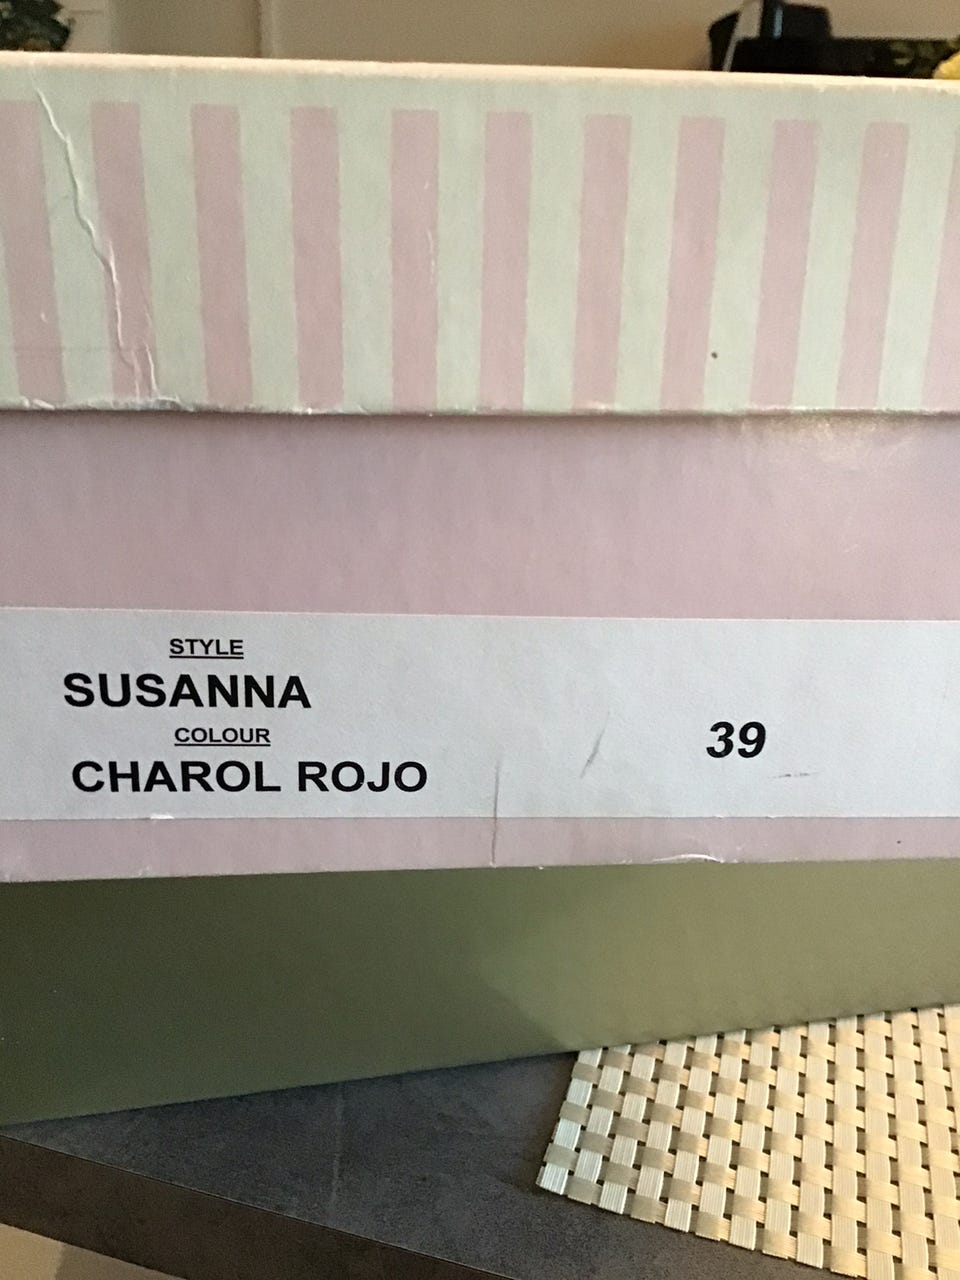 STYLE
SUSANNA
COLOUR
CHAROL ROJO
39